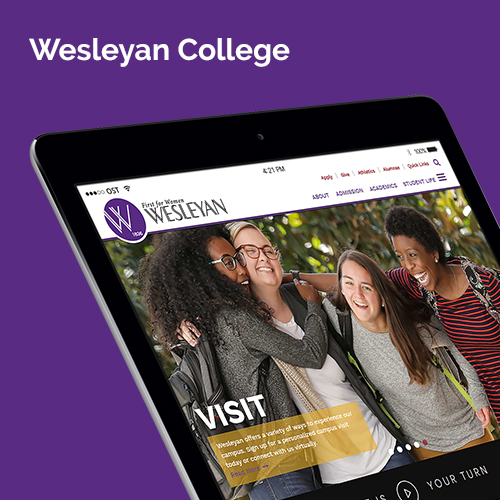 Wesleyan College
OST
4:21 PM
100%
Apply Give Athletics Alumnae Quick Links
First for Women
WESLEYAN
W
1836
ABOUT ADMISSION ACADEMICS STUDENT LIFE
VISIT
Wesleyan offers a variety of ways to experience our
campus. Sign up for a personalized campus visit
today or connect with us virtually.
Read More
IS YOUR TURN